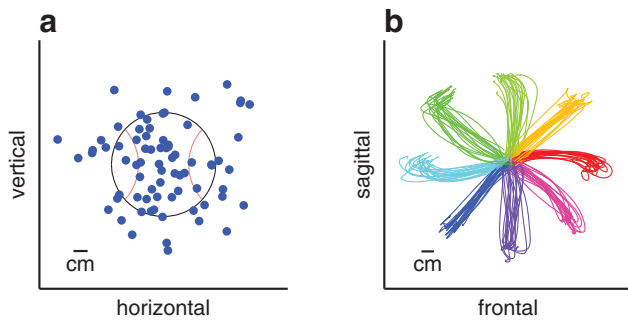 a
vertical
cm
horizontal
b
sagittal
cm
frontal